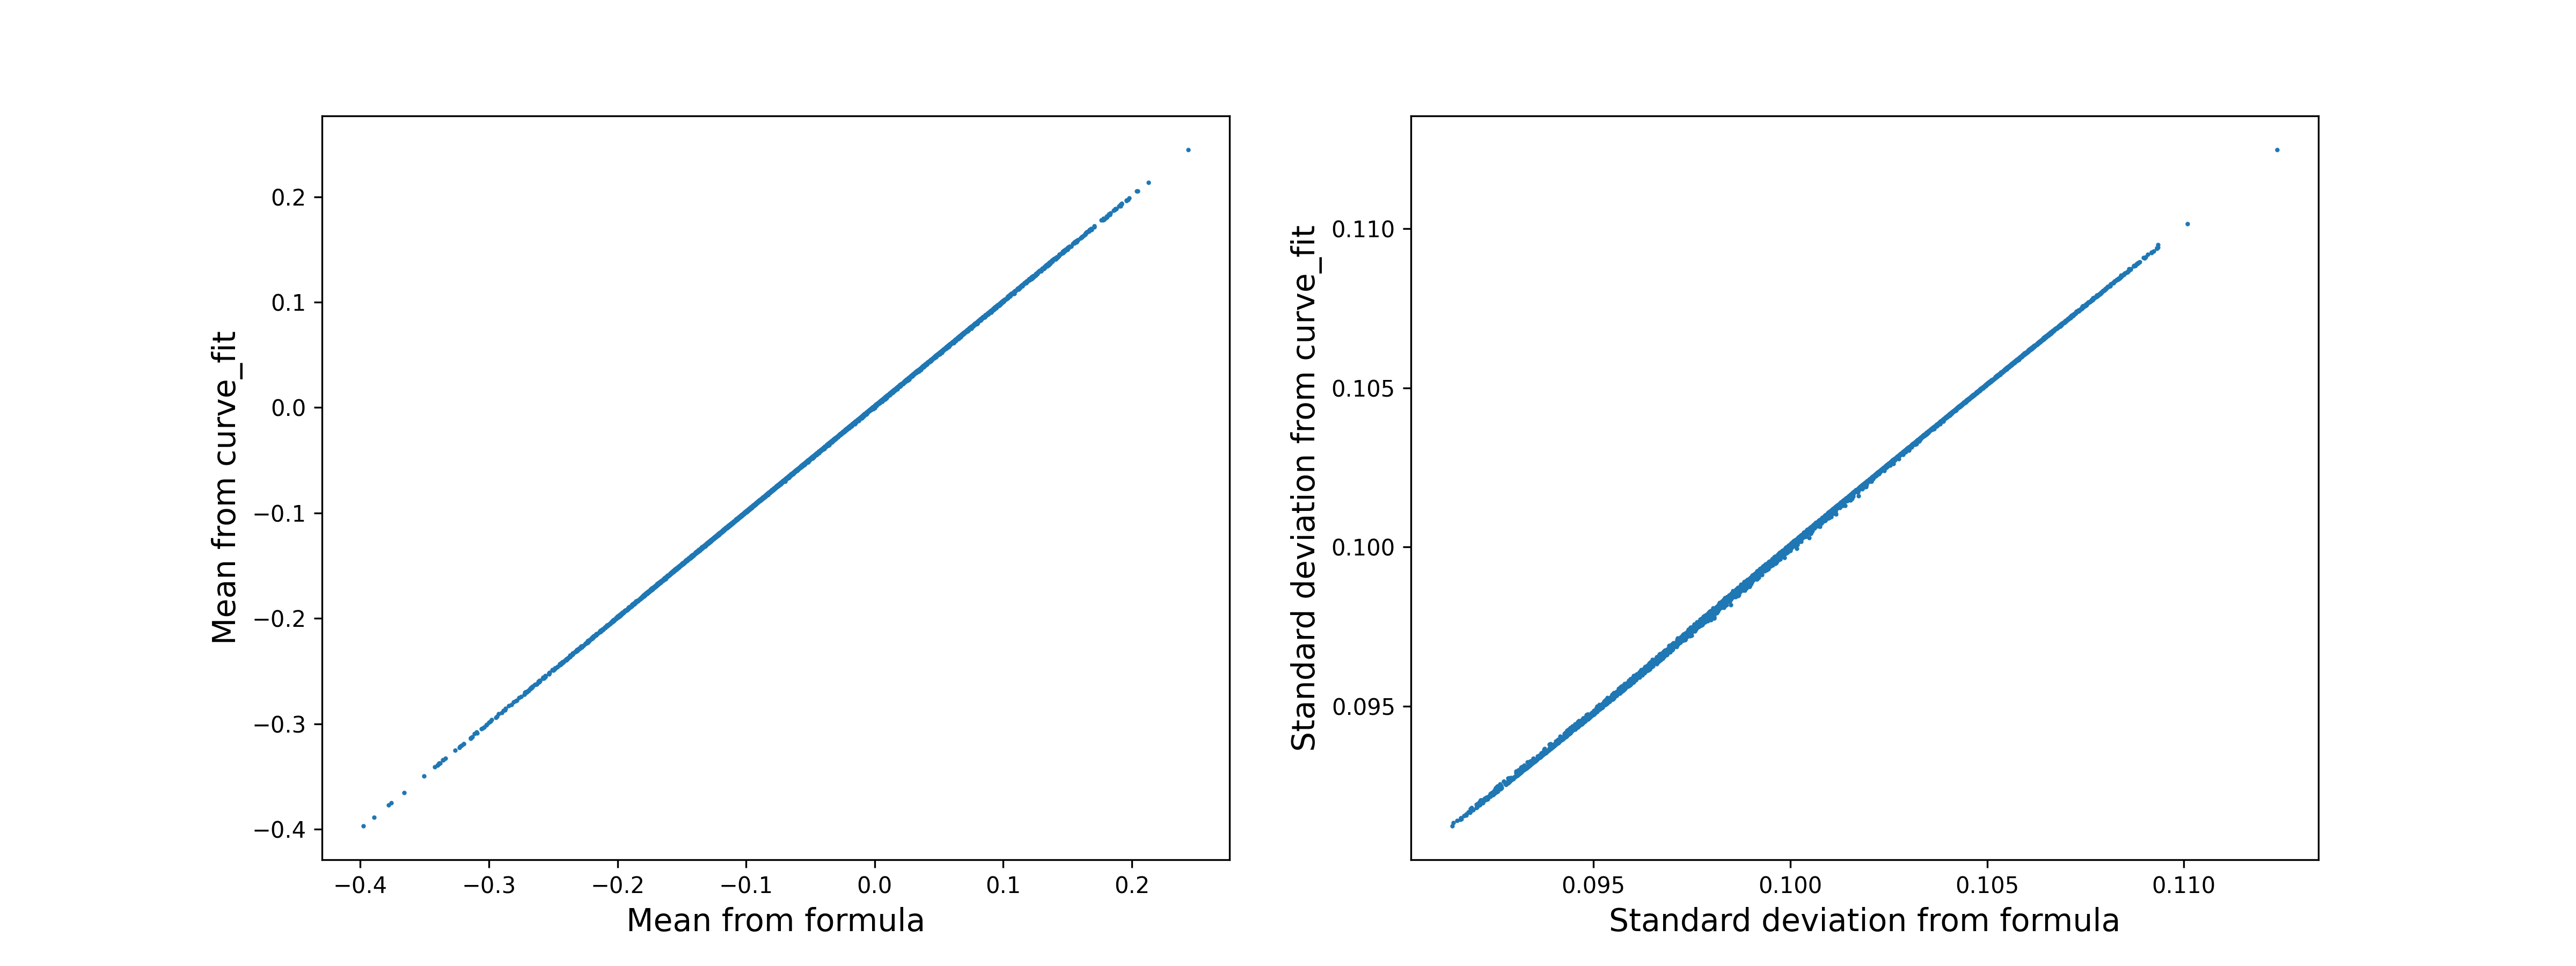 Mean from curve_fit
0.2
0.1
0.0
−0.1
−0.2
−0.3
−0.4
−0.4 −0.3 −0.2 −0.1 0.0 0.1 0.2
Mean from formula
Standard deviation from curve_fit
0.110
0.105
0.100
0.095
0.095 0.100 0.105 0.110
Standard deviation from formula